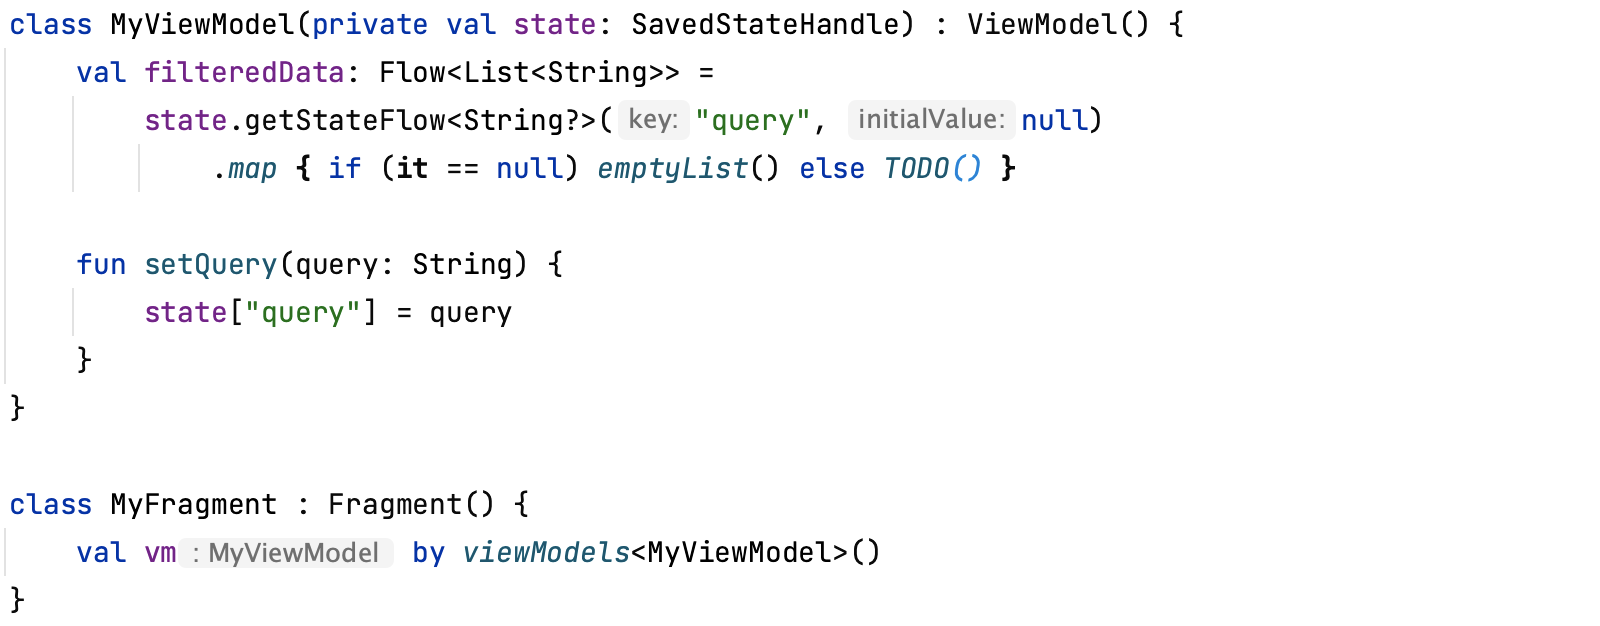 class MyViewModel(private val state: SavedStateHandle) : ViewModel() {
    val filteredData: Flow<List<String>> =
        state.getStateFlow<String?>( key: "query", initialValue: null)
            .map { if (it == null) emptyList() else TODO() }

    fun setQuery(query: String) {
        state["query"] = query
    }
}

class MyFragment : Fragment() {
    val vm : MyViewModel by viewModels<MyViewModel>()
}